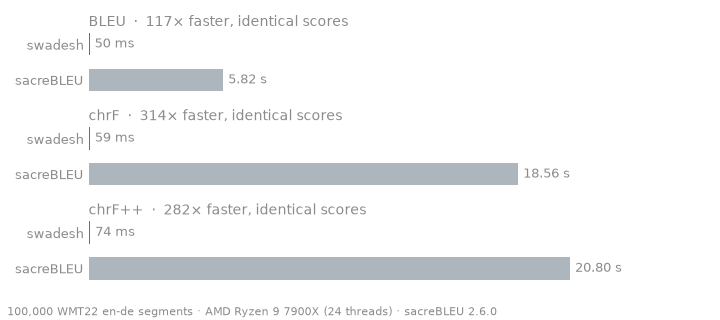 BLEU · 117× faster, identical scores
swadesh 50 ms
sacreBLEU 5.82 s
chrF · 314× faster, identical scores
swadesh 59 ms
sacreBLEU 18.56 s
chrF++ · 282× faster, identical scores
swadesh 74 ms
sacreBLEU 20.80 s
100,000 WMT22 en-de segments · AMD Ryzen 9 7900X (24 threads) · sacreBLEU 2.6.0